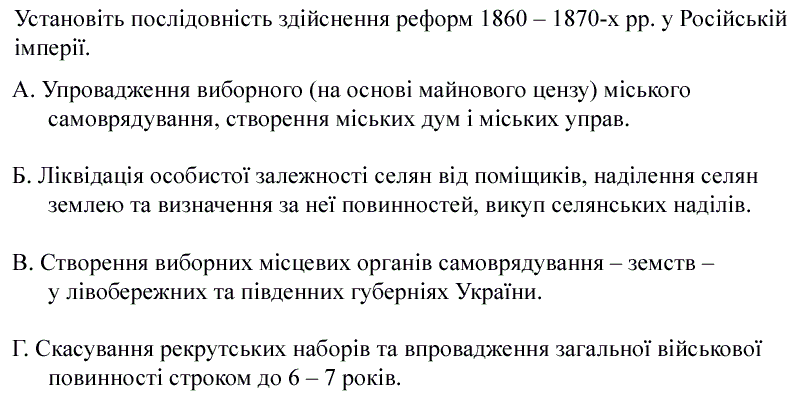 Установіть послідовність здійснення реформ 1860 – 1870-х рр. у Російській
імперії.
А. Упровадження виборного (на основі майнового цензу) міського
самоврядування, створення міських дум і міських управ.
Б. Ліквідація особистої залежності селян від поміщиків, наділення селян
землею та визначення за неї повинностей, викуп селянських наділів.
В. Створення виборних місцевих органів самоврядування – земств –
у лівобережних та південних губерніях України.
Г. Скасування рекрутських наборів та впровадження загальної військової
повинності строком до 6 – 7 років.